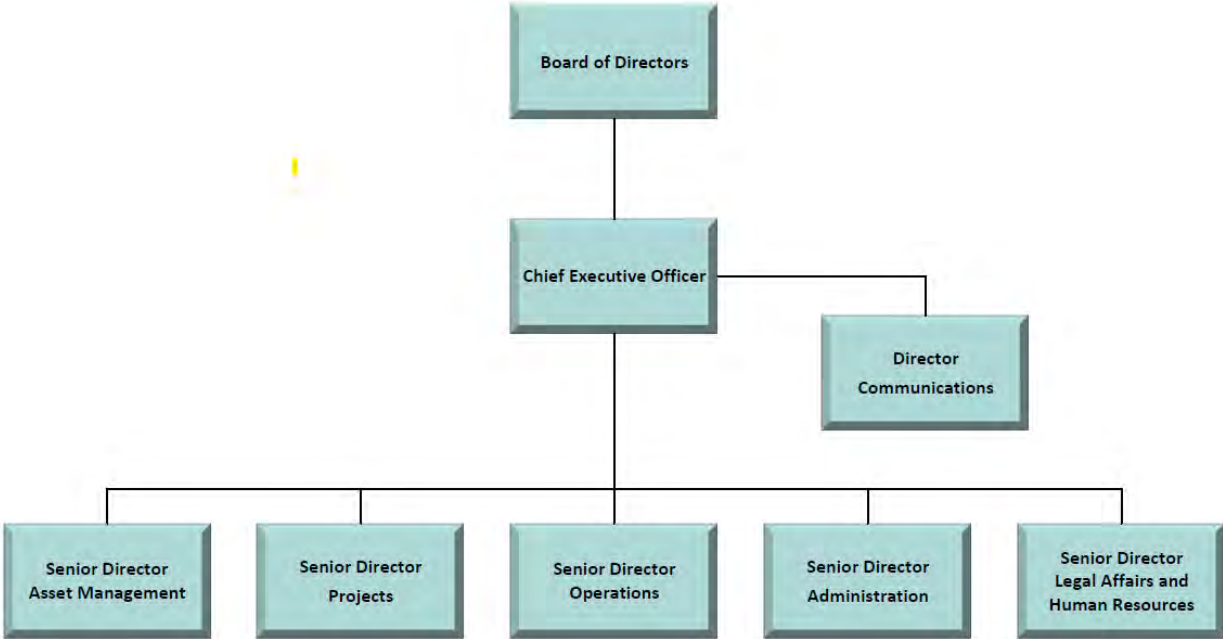 Board of Directors
Chief Executive Officer
Director
Communications
Senior Director
Asset Management
Senior Director
Projects
Senior Director
Operations
Senior Director
Administration
Senior Director
Legal Affairs and
Human Resources